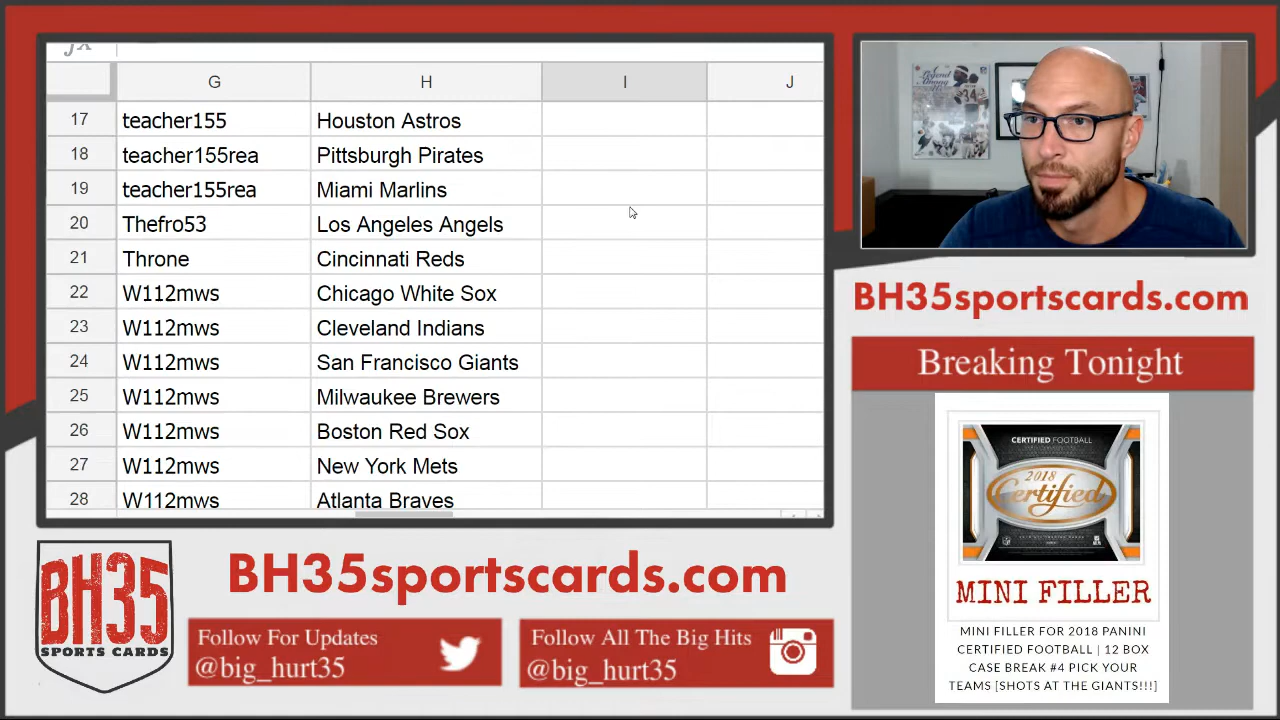 fx
G H I J
17 teacher155 Houston Astros
18 teacher155rea Pittsburgh Pirates
19 teacher155rea Miami Marlins
20 Thefro53 Los Angeles Angels
21 Throne Cincinnati Reds
22 W112mws Chicago White Sox
23 W112mws Cleveland Indians
24 W112mws San Francisco Giants
25 W112mws Milwaukee Brewers
26 W112mws Boston Red Sox
27 W112mws New York Mets
28 W112mws Atlanta Braves
Legend
34
BH35sportscards.com
Breaking Tonight
CERTIFIED FOOTBALL
2018
Certified
MINI FILLER
MINI FILLER FOR 2018 PANINI
CERTIFIED FOOTBALL | 12 BOX
CASE BREAK #4 PICK YOUR
TEAMS [SHOTS AT THE GIANTS!!!]
BH35
SPORTS CARDS
BH35sportscards.com
Follow For Updates
@big_hurt35
Follow All The Big Hits
@big_hurt35